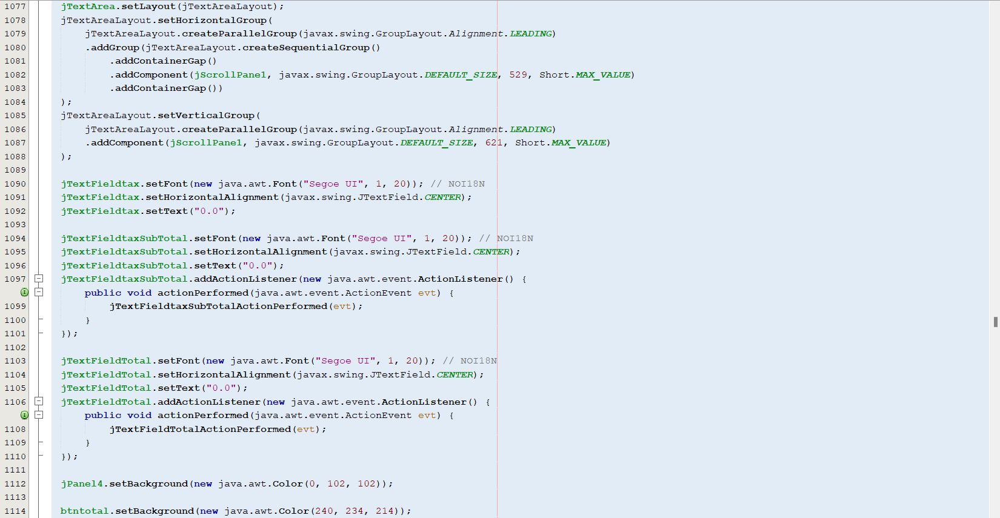 1077 jTextArea.setLayout(jTextAreaLayout);
1078 jTextAreaLayout.setHorizontalGroup(
1079 jTextAreaLayout.createParallelGroup(javax.swing.GroupLayout.Alignment.LEADING)
1080 .addGroup(jTextAreaLayout.createSequentialGroup()
1081 .addContainerGap()
1082 .addComponent(jScrollPane1, javax.swing.GroupLayout.DEFAULT_SIZE, 529, Short.MAX_VALUE)
1083 .addContainerGap())
1084 );
1085 jTextAreaLayout.setVerticalGroup(
1086 jTextAreaLayout.createParallelGroup(javax.swing.GroupLayout.Alignment.LEADING)
1087 .addComponent(jScrollPane1, javax.swing.GroupLayout.DEFAULT_SIZE, 621, Short.MAX_VALUE)
1088 );
1089
1090 jTextFieldtax.setFont(new java.awt.Font("Segoe UI", 1, 20)); // NOI18N
1091 jTextFieldtax.setHorizontalAlignment(javax.swing.JTextField.CENTER);
1092 jTextFieldtax.setText("0.0");
1093
1094 jTextFieldtaxSubTotal.setFont(new java.awt.Font("Segoe UI", 1, 20)); // NOI18N
1095 jTextFieldtaxSubTotal.setHorizontalAlignment(javax.swing.JTextField.CENTER);
1096 jTextFieldtaxSubTotal.setText("0.0");
1097 jTextFieldtaxSubTotal.addActionListener(new java.awt.event.ActionListener() {
public void actionPerformed(java.awt.event.ActionEvent evt) {
1099 jTextFieldtaxSubTotalActionPerformed(evt);
1100 }
1101 });
1102
1103 jTextFieldTotal.setFont(new java.awt.Font("Segoe UI", 1, 20)); // NOI18N
1104 jTextFieldTotal.setHorizontalAlignment(javax.swing.JTextField.CENTER);
1105 jTextFieldTotal.setText("0.0");
1106 jTextFieldTotal.addActionListener(new java.awt.event.ActionListener() {
public void actionPerformed(java.awt.event.ActionEvent evt) {
1108 jTextFieldTotalActionPerformed(evt);
1109 }
1110 });
1111
1112 jPanel4.setBackground(new java.awt.Color(0, 102, 102));
1113
1114 btntotal.setBackground(new java.awt.Color(240, 234, 214));